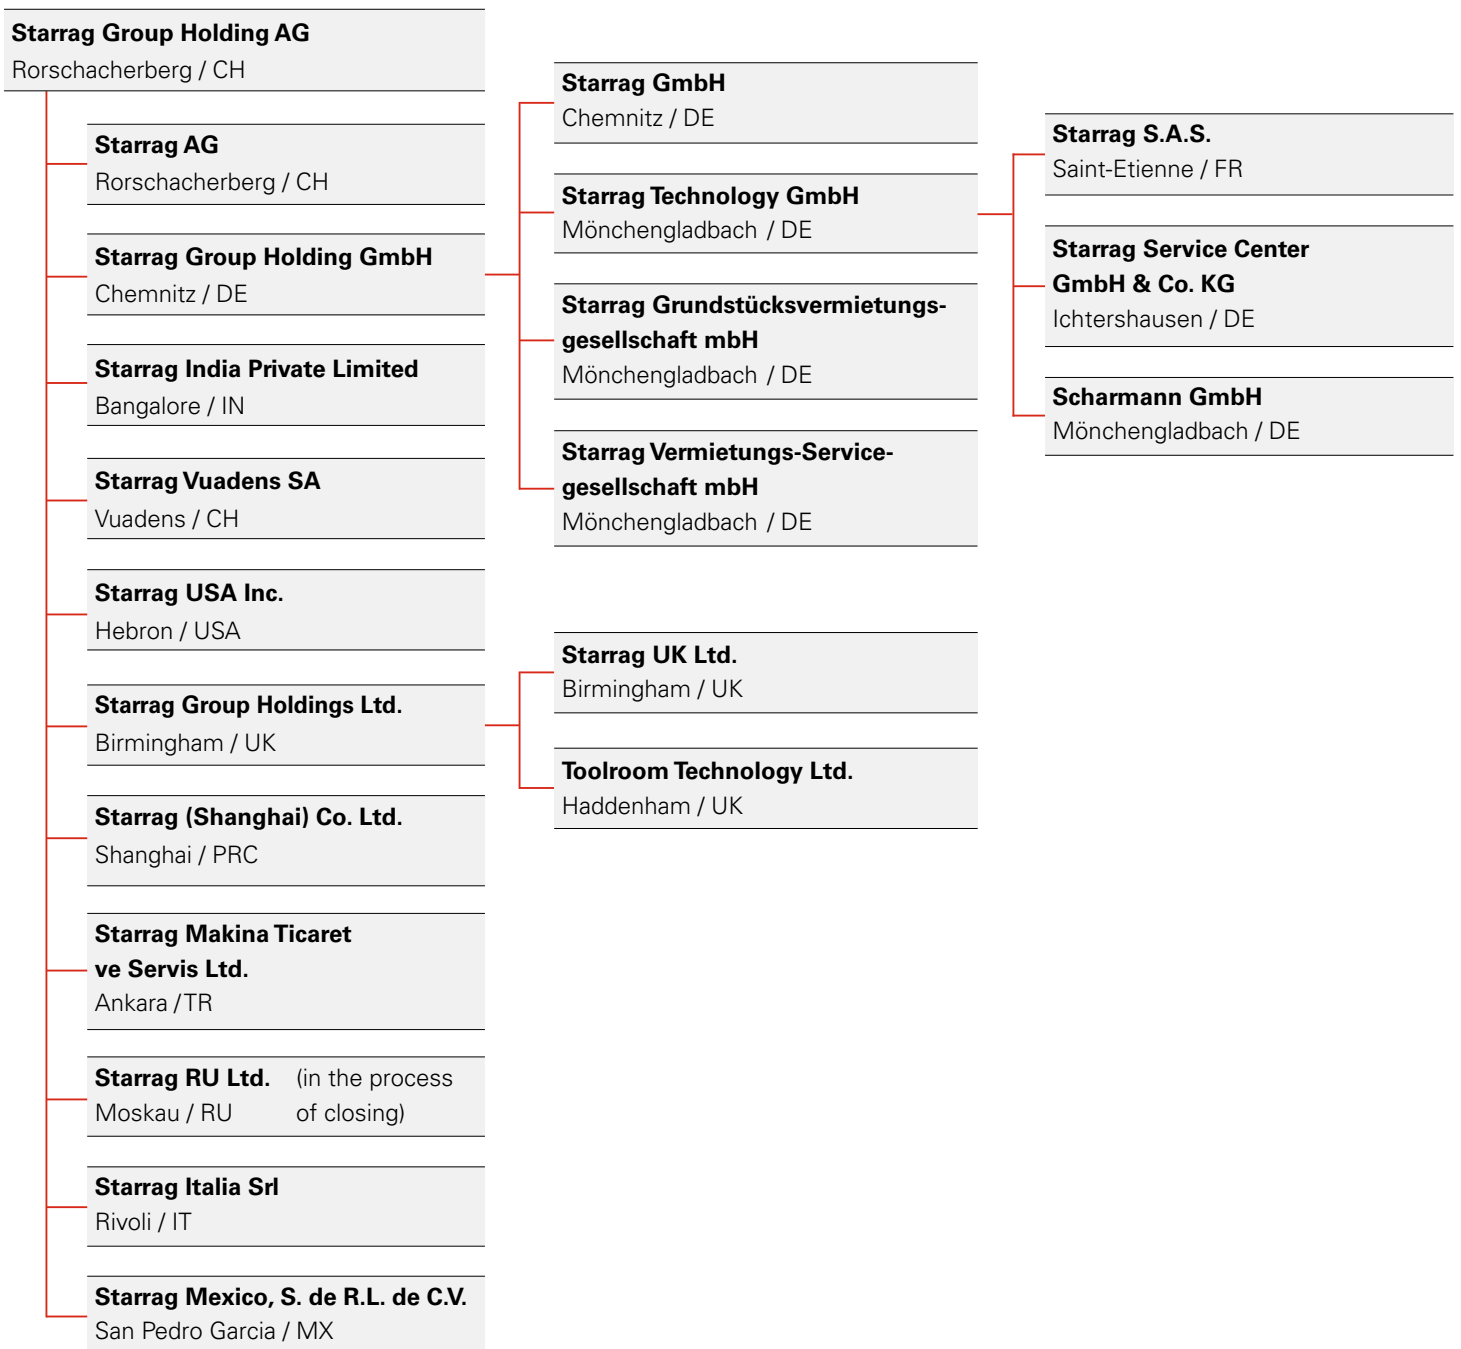 Starrag Group Holding AG
Rorschacherberg / CH
Starrag AG
Rorschacherberg / CH
Starrag Group Holding GmbH
Chemnitz / DE
Starrag India Private Limited
Bangalore / IN
Starrag Vuadens SA
Vuadens / CH
Starrag USA Inc.
Hebron / USA
Starrag Group Holdings Ltd.
Birmingham / UK
Starrag (Shanghai) Co. Ltd.
Shanghai / PRC
Starrag Makina Ticaret
ve Servis Ltd.
Ankara / TR
Starrag RU Ltd. (in the process
Moskau / RU of closing)
Starrag Italia Srl
Rivoli / IT
Starrag Mexico, S. de R.L. de C.V.
San Pedro Garcia / MX
Starrag GmbH
Chemnitz / DE
Starrag Technology GmbH
Mönchengladbach / DE
Starrag Grundstücksvermietungs-
gesellschaft mbH
Mönchengladbach / DE
Starrag Vermietungs-Service-
gesellschaft mbH
Mönchengladbach / DE
Starrag UK Ltd.
Birmingham / UK
Toolroom Technology Ltd.
Haddenham / UK
Starrag S.A.S.
Saint-Etienne / FR
Starrag Service Center
GmbH & Co. KG
Ichtershausen / DE
Scharmann GmbH
Mönchengladbach / DE